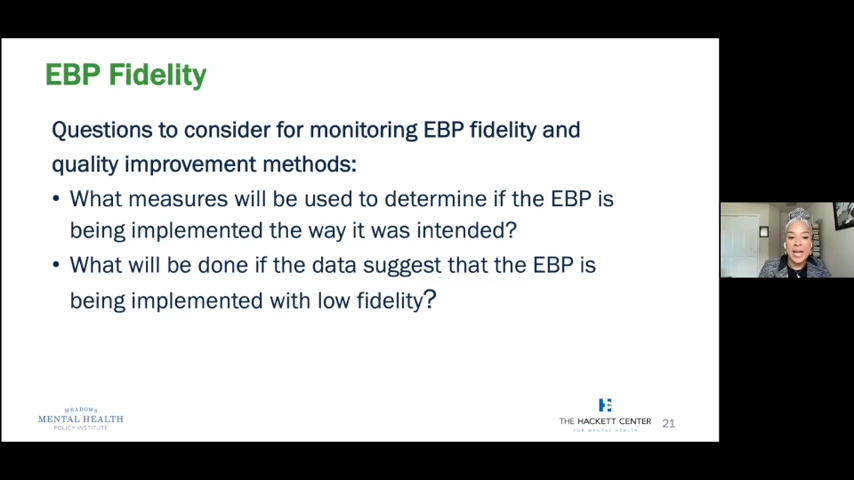 EBP Fidelity
Questions to consider for monitoring EBP fidelity and
quality improvement methods:
• What measures will be used to determine if the EBP is
being implemented the way it was intended?
• What will be done if the data suggest that the EBP is
being implemented with low fidelity?
MEADOWS
MENTAL HEALTH
POLICY INSTITUTE
THE HACKETT CENTER
FOR MENTAL HEALTH
21